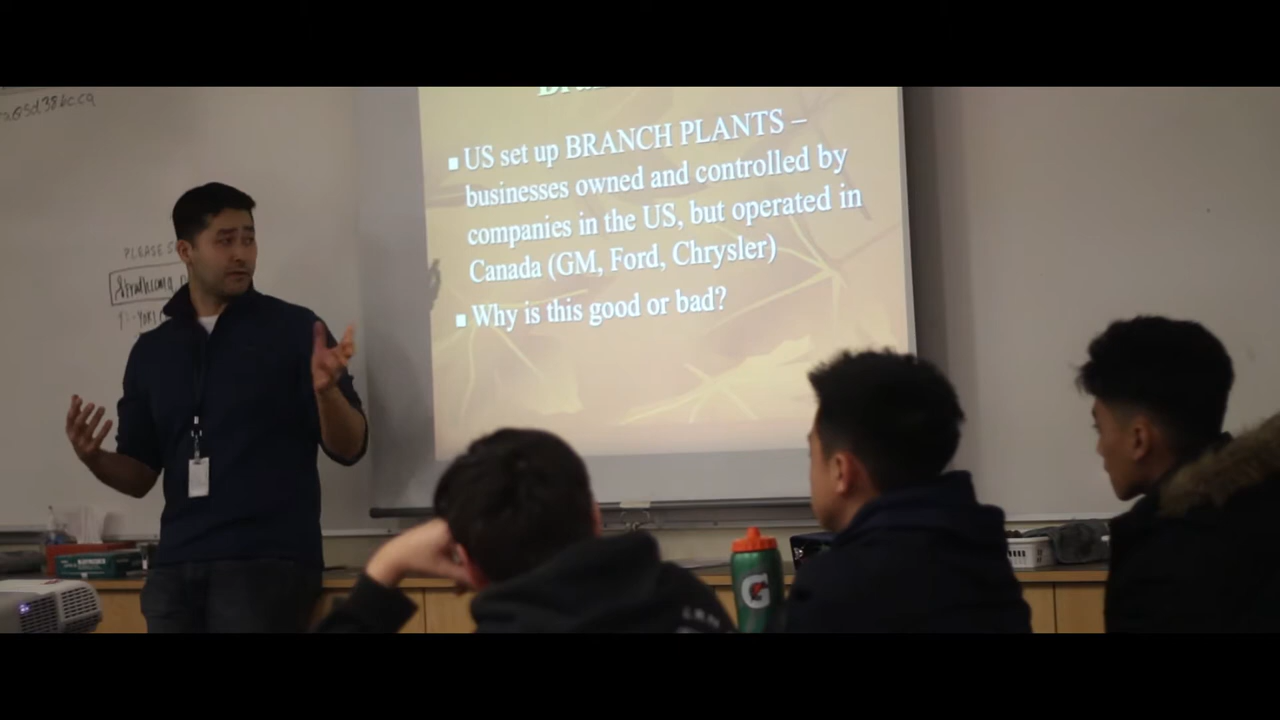 US set up BRANCH PLANTS –
businesses owned and controlled by
companies in the US, but operated in
Canada (GM, Ford, Chrysler)
Why is this good or bad?
PLEASE
G